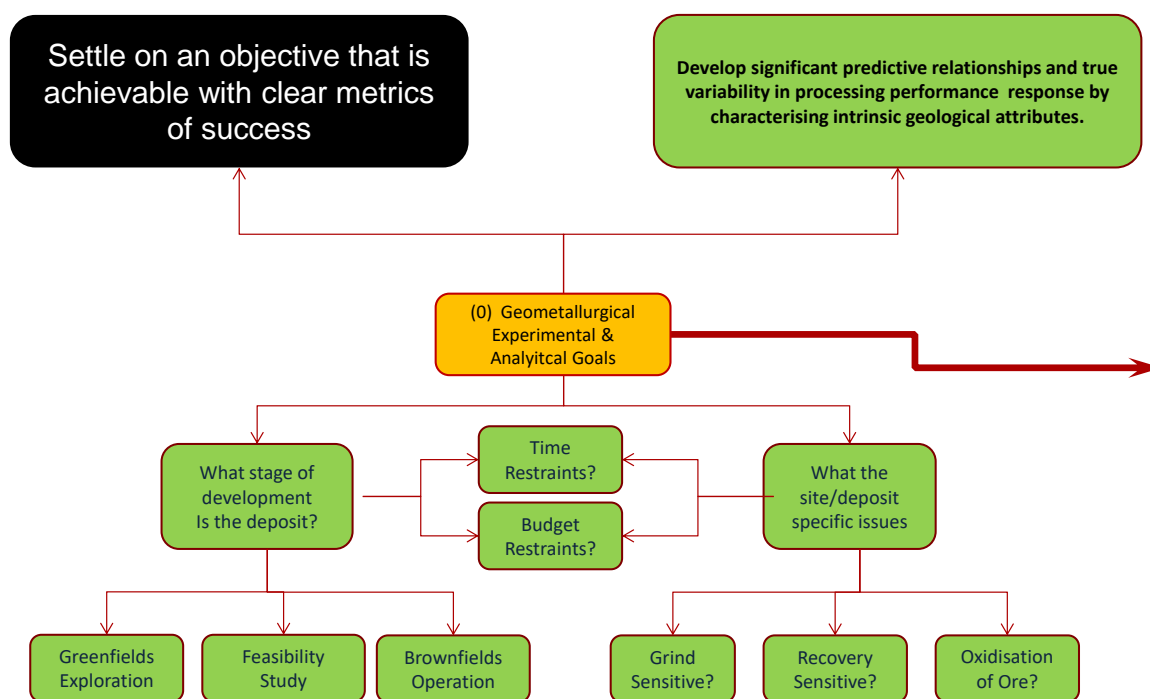 Settle on an objective that is
achievable with clear metrics
of success
Develop significant predictive relationships and true
variability in processing performance response by
characterising intrinsic geological attributes.
(0) Geometallurgical
Experimental &
Analyitcal Goals
What stage of
development
Is the deposit?
Time
Restraints?
Budget
Restraints?
What the
site/deposit
specific issues
Greenfields
Exploration
Feasibility
Study
Brownfields
Operation
Grind
Sensitive?
Recovery
Sensitive?
Oxidisation
of Ore?